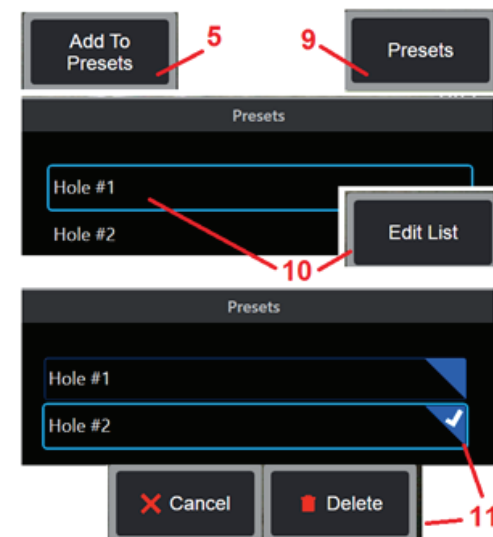 Add To
Presets
5
9
Presets
Presets
Hole #1
Hole #2
Edit List
10
Presets
Hole #1
Hole #2
Cancel
Delete
11